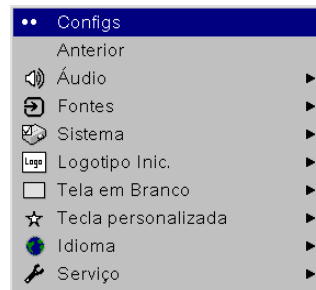 Configs
Anterior
Áudio
Fontes
Sistema
Logo Logotipo Inic.
Tela em Branco
Tecla personalizada
Idioma
Serviço